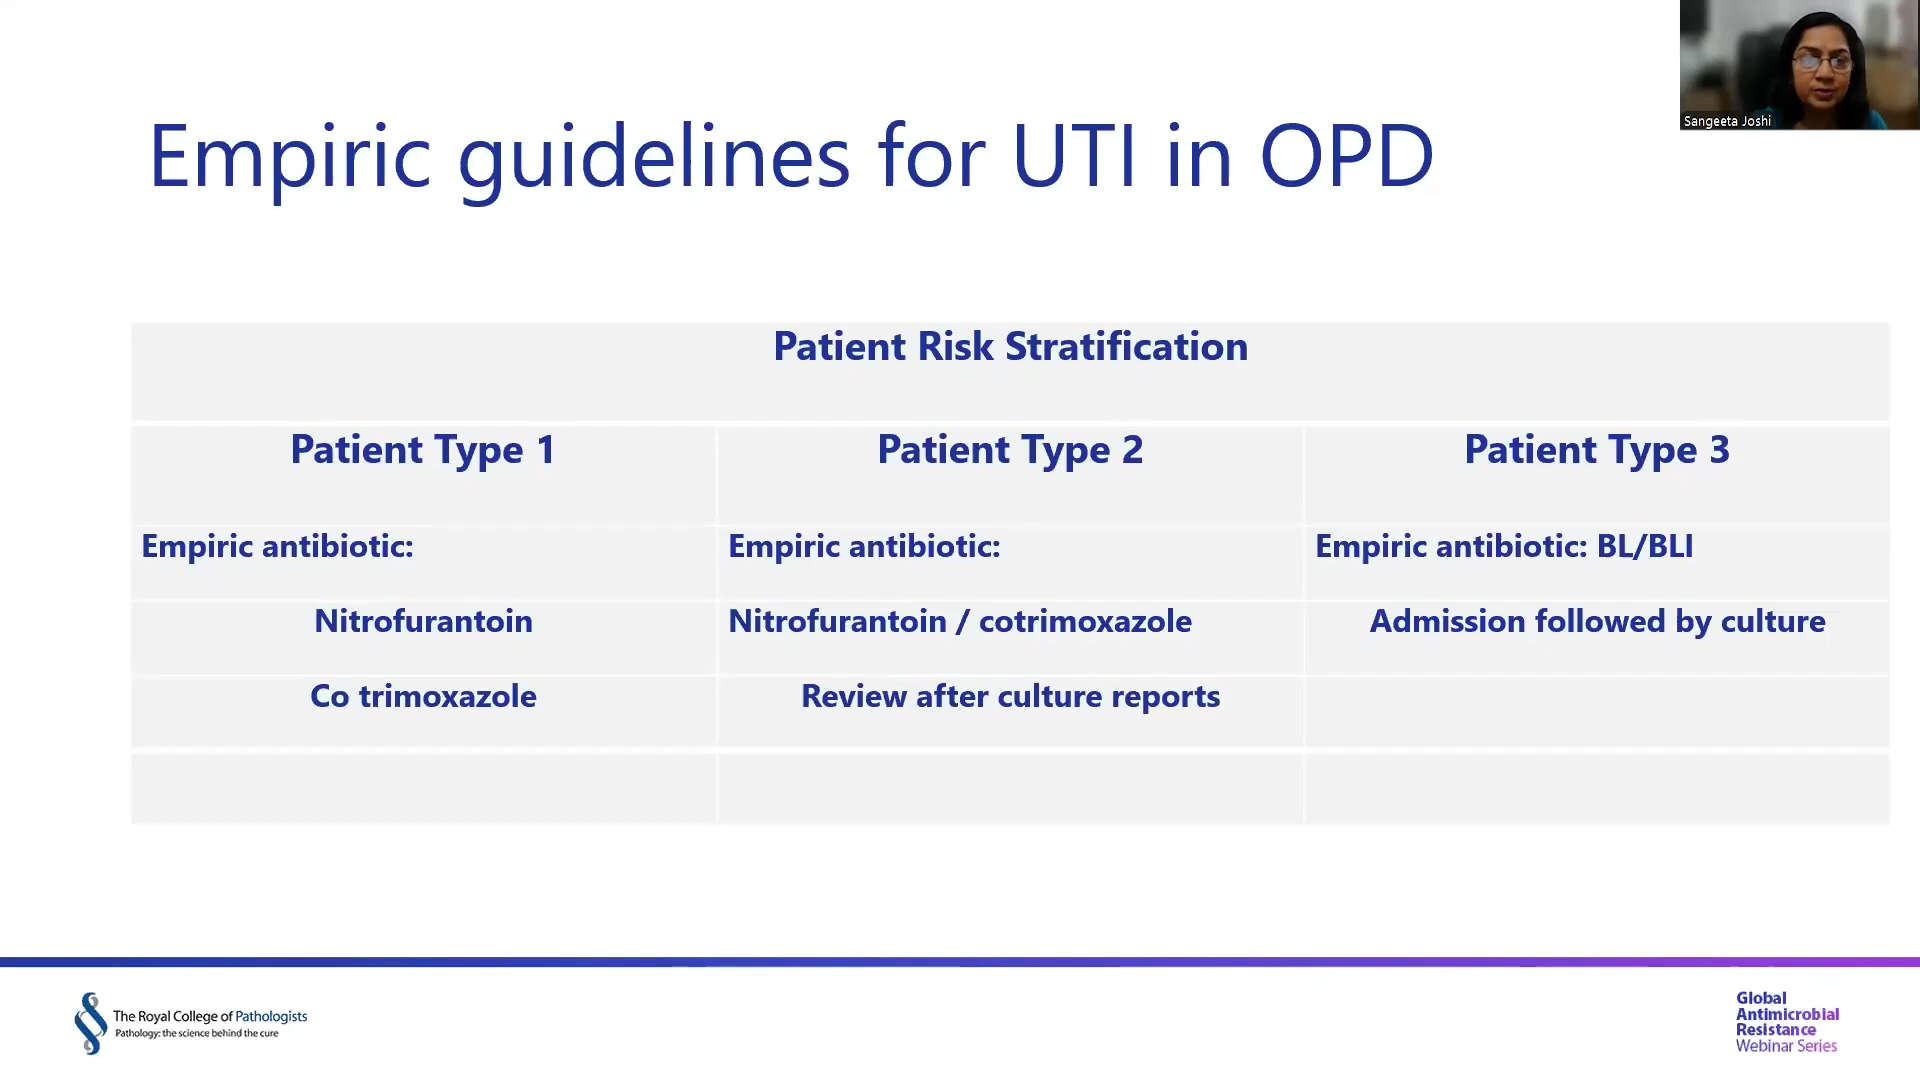 Sangeeta Joshi
Empiric guidelines for UTI in OPD
Patient Risk Stratification
Patient Type 1
Patient Type 2
Patient Type 3
Empiric antibiotic:
Empiric antibiotic:
Empiric antibiotic: BL/BLI
Nitrofurantoin
Nitrofurantoin / cotrimoxazole
Admission followed by culture
Co trimoxazole
Review after culture reports
The Royal College of Pathologists
Pathology: the science behind the cure
Global
Antimicrobial
Resistance
Webinar Series